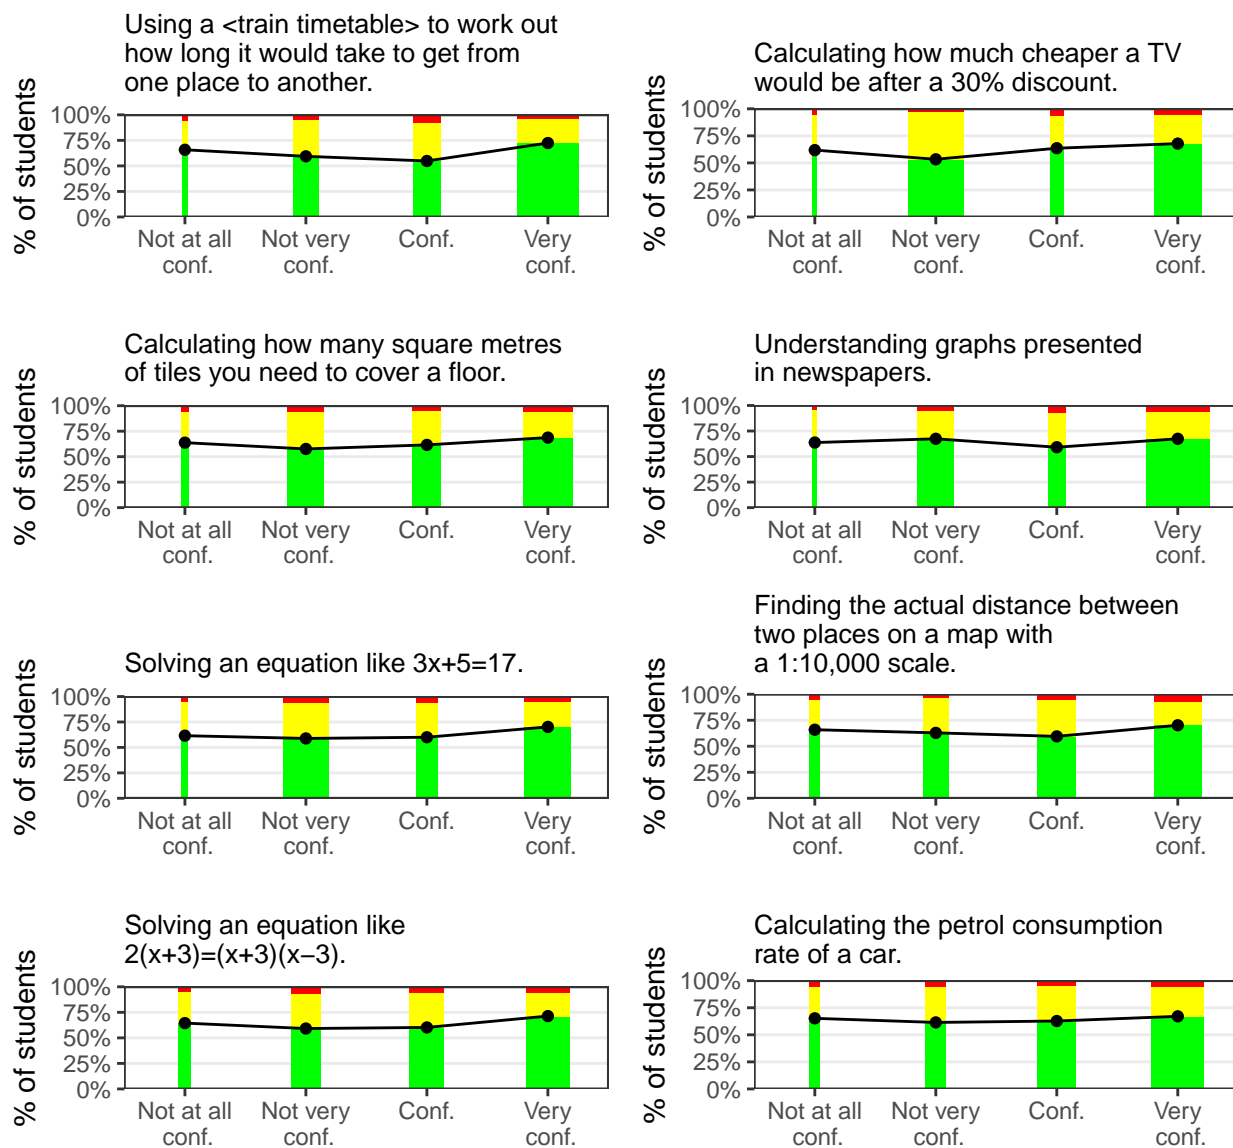 Using a <train timetable> to work out
how long it would take to get from
one place to another.
% of students
100%
75%
50%
25%
0%
Not at all
conf.
Not very
conf.
Conf.
Very
conf.
Calculating how much cheaper a TV
would be after a 30% discount.
% of students
100%
75%
50%
25%
0%
Not at all
conf.
Not very
conf.
Conf.
Very
conf.
Calculating how many square metres
of tiles you need to cover a floor.
% of students
100%
75%
50%
25%
0%
Not at all
conf.
Not very
conf.
Conf.
Very
conf.
Understanding graphs presented
in newspapers.
% of students
100%
75%
50%
25%
0%
Not at all
conf.
Not very
conf.
Conf.
Very
conf.
Solving an equation like 3x+5=17.
% of students
100%
75%
50%
25%
0%
Not at all
conf.
Not very
conf.
Conf.
Very
conf.
Finding the actual distance between
two places on a map with
a 1:10,000 scale.
% of students
100%
75%
50%
25%
0%
Not at all
conf.
Not very
conf.
Conf.
Very
conf.
Solving an equation like
2(x+3)=(x+3)(x−3).
% of students
100%
75%
50%
25%
0%
Not at all
conf.
Not very
conf.
Conf.
Very
conf.
Calculating the petrol consumption
rate of a car.
% of students
100%
75%
50%
25%
0%
Not at all
conf.
Not very
conf.
Conf.
Very
conf.